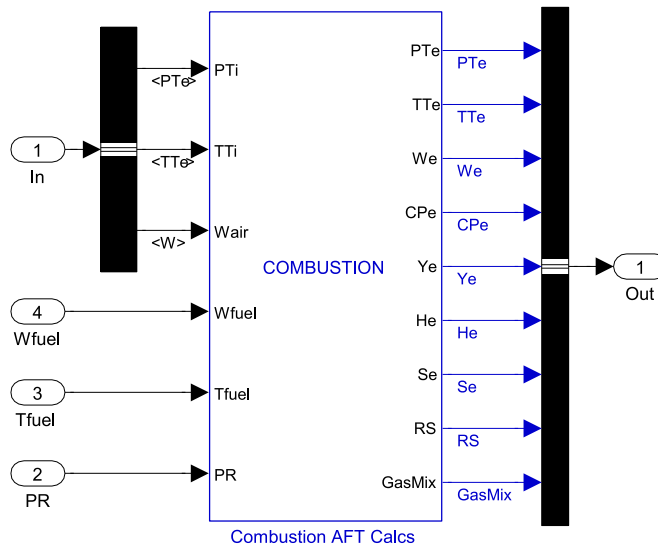 1
In
4
Wfuel
3
Tfuel
2
PR
<PTe>
<TTe>
<W>
PTi
TTi
Wair
Wfuel
Tfuel
PR
COMBUSTION
PTe
TTe
We
CPe
Ye
He
Se
RS
GasMix
Combustion AFT Calcs
PTe
TTe
We
CPe
Ye
He
Se
RS
GasMix
1
Out